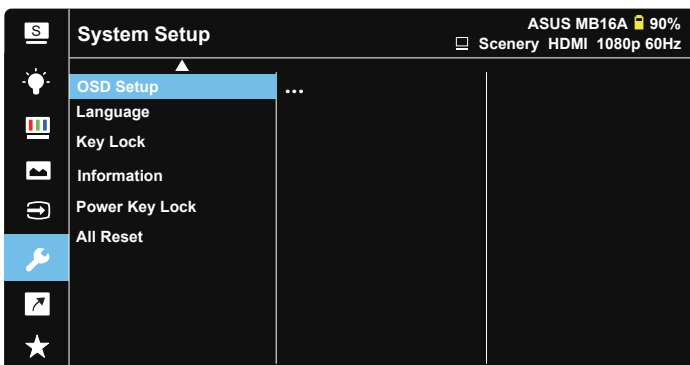 S
System Setup
ASUS MB16A 90%
Scenery HDMI 1080p 60Hz
OSD Setup ...
Language
Key Lock
Information
Power Key Lock
All Reset